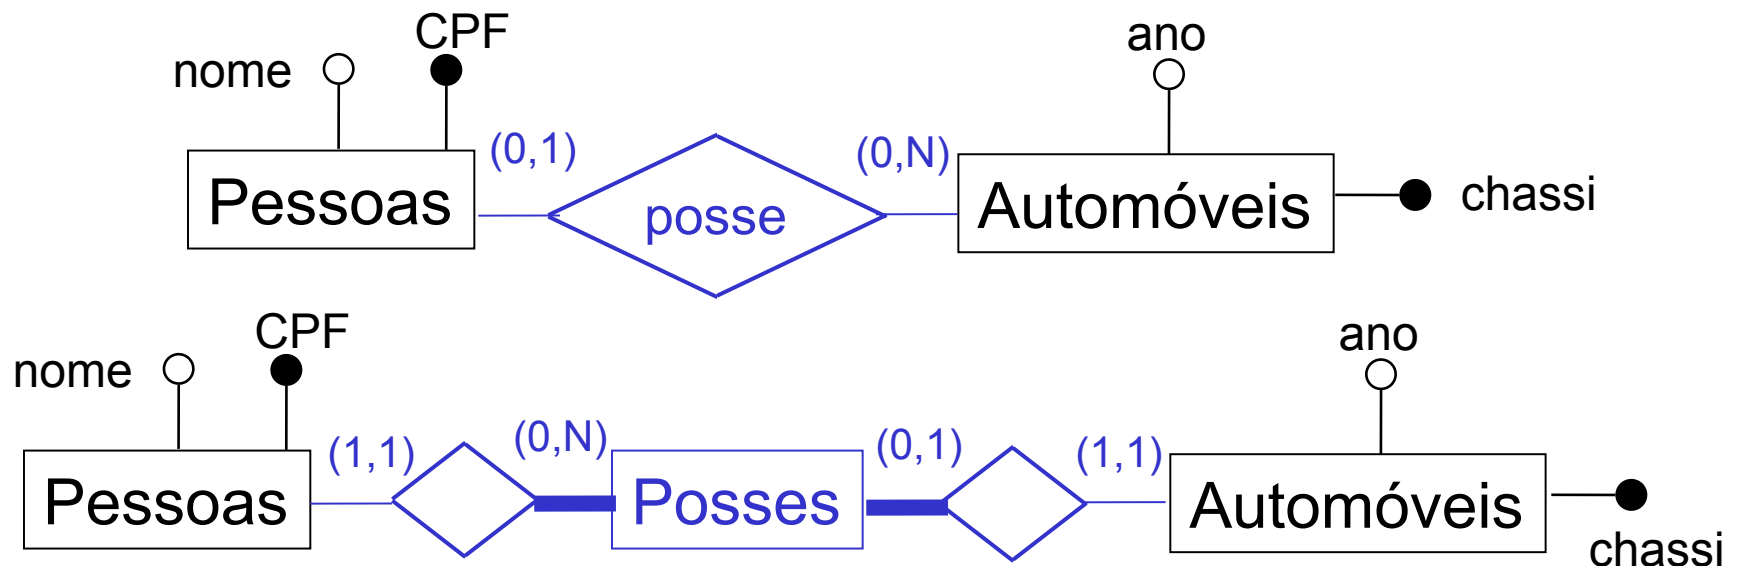 CPF
nome
ano
(0,1)
(0,N)
Pessoas
posse
Automóveis
chassi
CPF
nome
ano
(1,1)
(0,N)
(0,1)
(1,1)
Pessoas
Posses
Automóveis
chassi